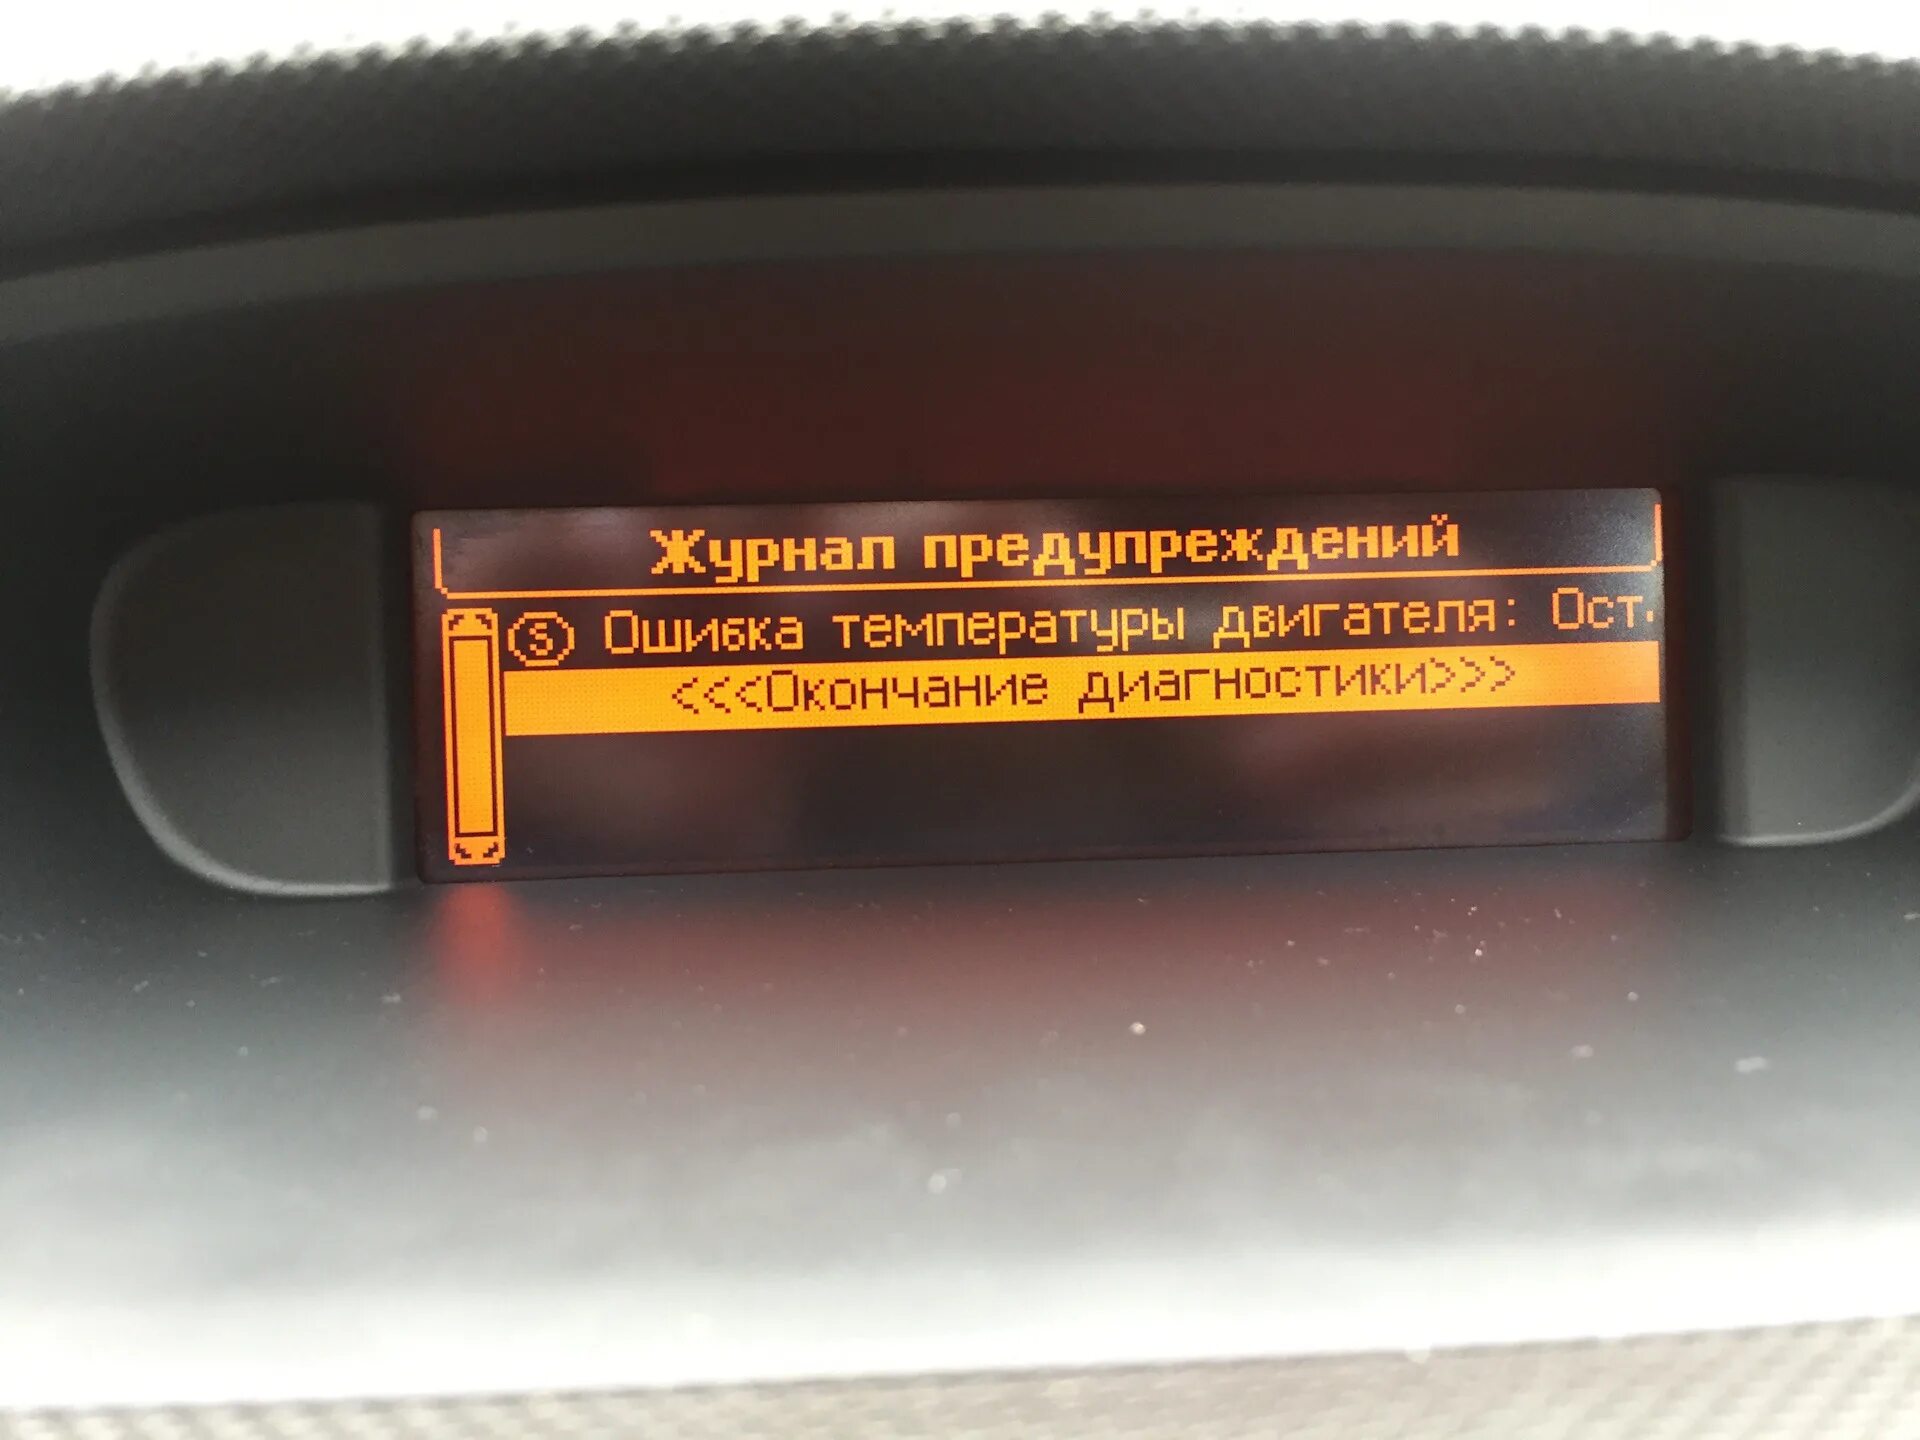 Журнал предупреждений
S Ошибка температуры двигателя: Ост.
<<<Окончание диагностики>>>